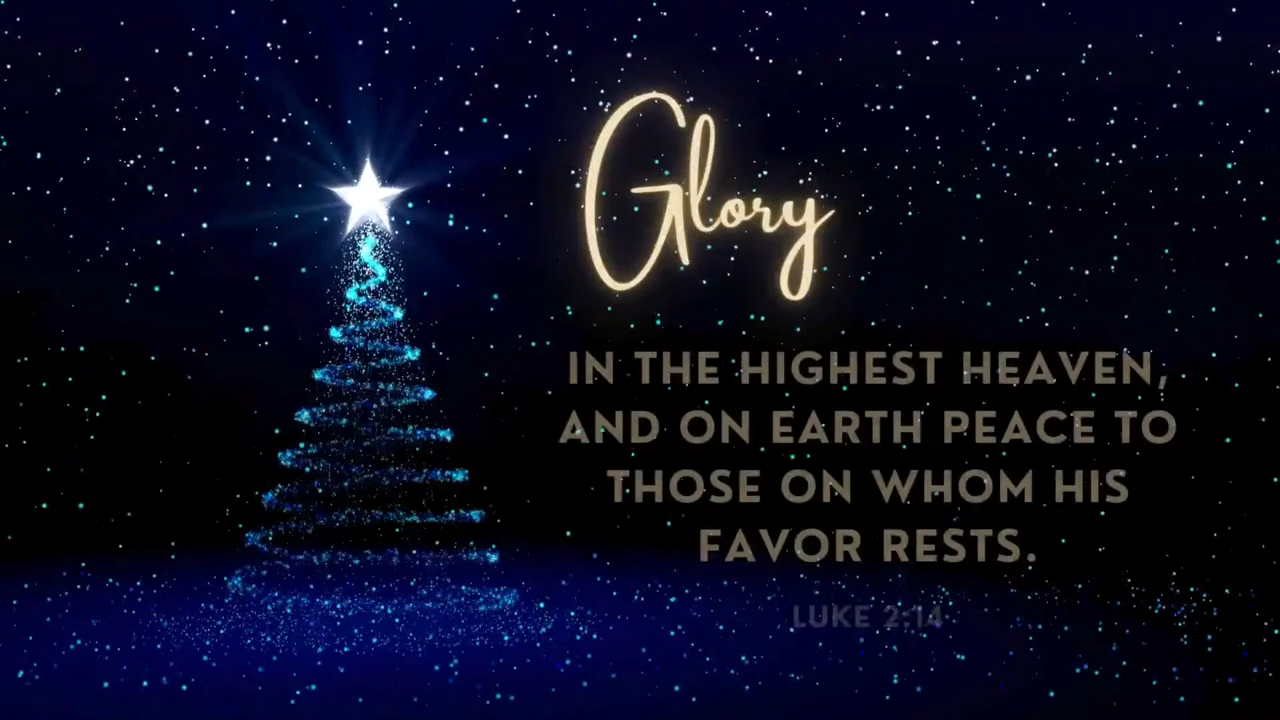 Glory
IN THE HIGHEST HEAVEN,
AND ON EARTH PEACE TO
THOSE ON WHOM HIS
FAVOR RESTS.
LUKE 2:14